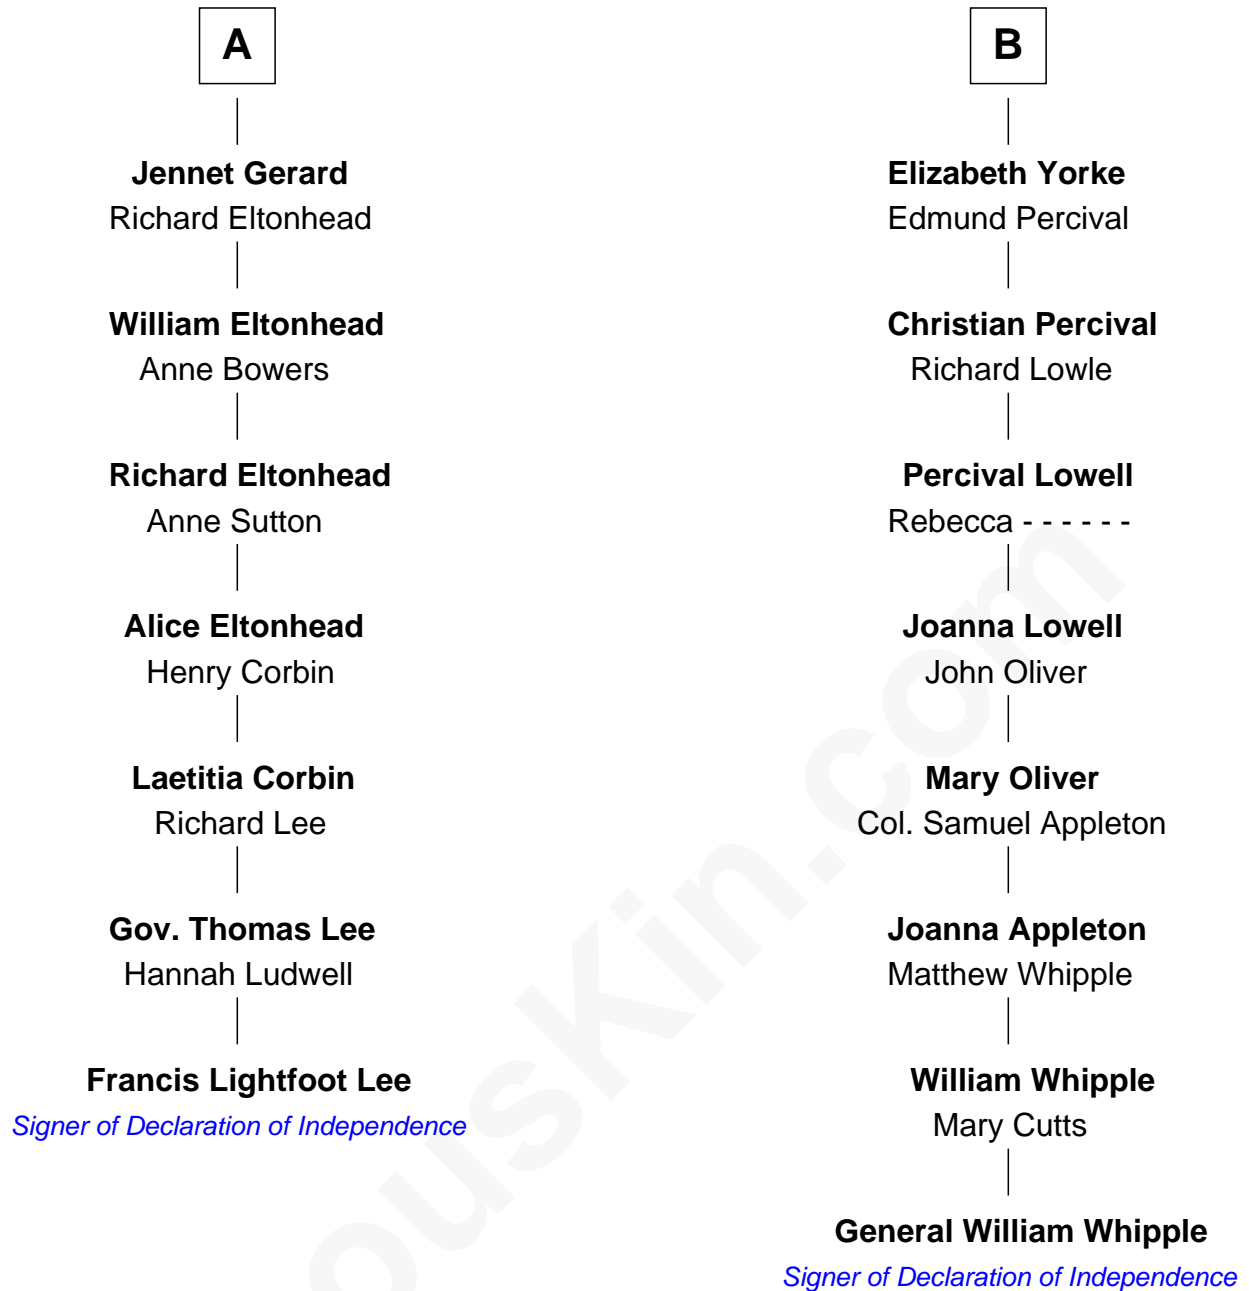 A
Jennet Gerard
Richard Eltonhead
William Eltonhead
Anne Bowers
Richard Eltonhead
Anne Sutton
Alice Eltonhead
Henry Corbin
Laetitia Corbin
Richard Lee
Gov. Thomas Lee
Hannah Ludwell
Francis Lightfoot Lee
Signer of Declaration of Independence
B
Elizabeth Yorke
Edmund Percival
Christian Percival
Richard Lowle
Percival Lowell
Rebecca - - - - - -
Joanna Lowell
John Oliver
Mary Oliver
Col. Samuel Appleton
Joanna Appleton
Matthew Whipple
William Whipple
Mary Cutts
General William Whipple
Signer of Declaration of Independence
ousKin.com